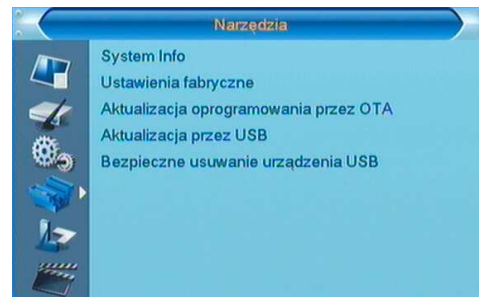 Narzędzia
System Info
Ustawienia fabryczne
Aktualizacja oprogramowania przez OTA
Aktualizacja przez USB
Bezpieczne usuwanie urządzenia USB